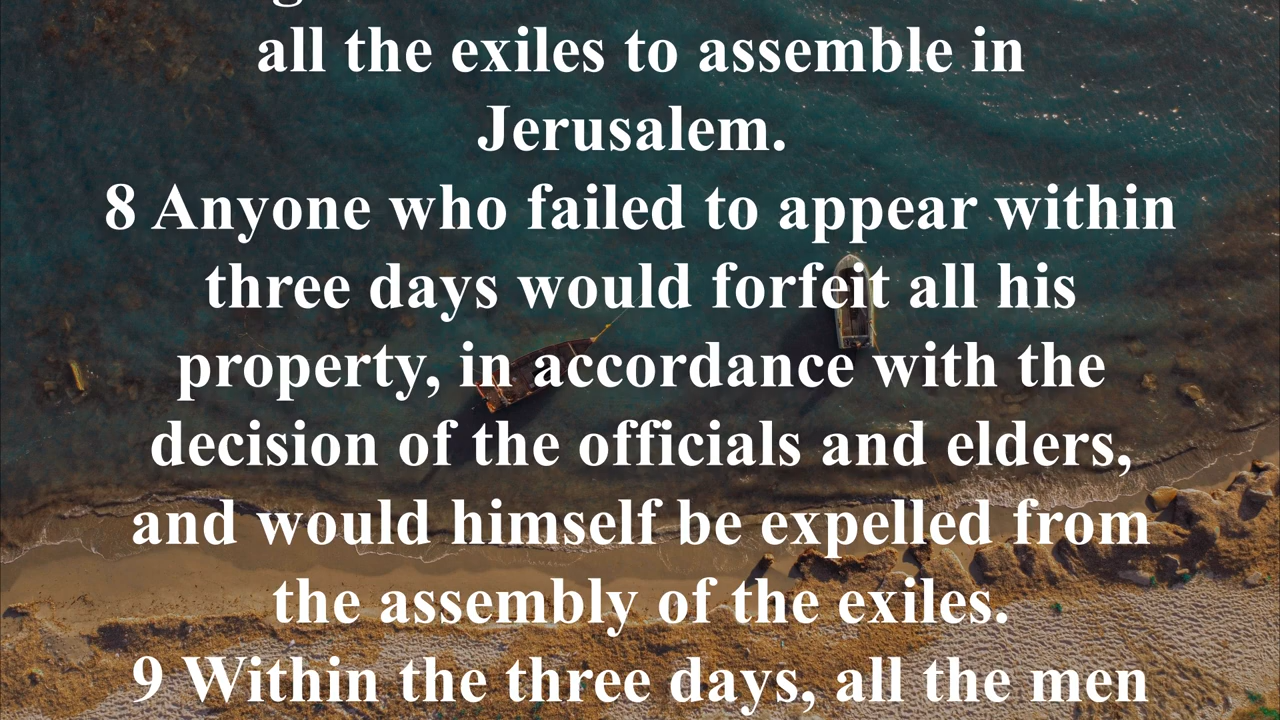 all the exiles to assemble in
Jerusalem.
8 Anyone who failed to appear within
three days would forfeit all his
property, in accordance with the
decision of the officials and elders,
and would himself be expelled from
the assembly of the exiles.
9 Within the three days, all the men